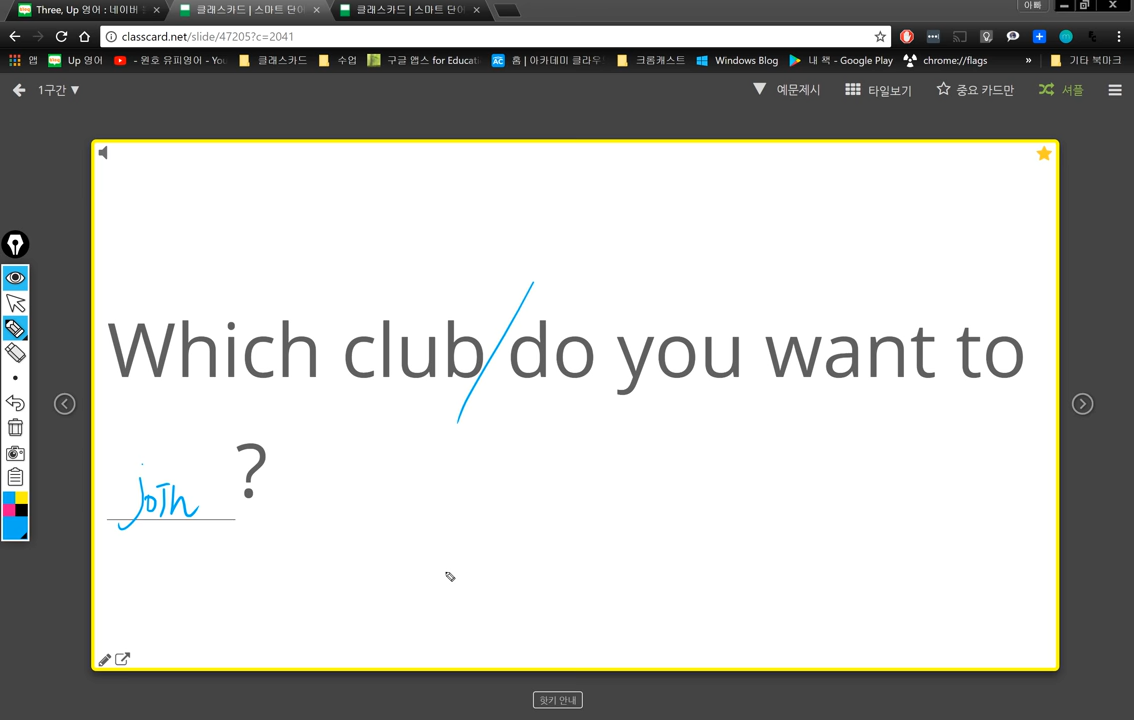 Three, Up 영어 : 네이버
클래스카드 | 스마트 단어
클래스카드 | 스마트 단어
아빠
classcard.net/slide/47205?c=2041
앱
Up 영어
- 원호 유피영어 - You
클래스카드
수업
구글 앱스 for Educati
홈 | 아카데미 클라우드
크롬캐스트
Windows Blog
내 책 - Google Play
chrome://flags
»
기타 북마크
1구간 ▼
▼ 예문제시
타일보기
중요 카드만
셔플
Which club do you want to
join ?
핫키 안내